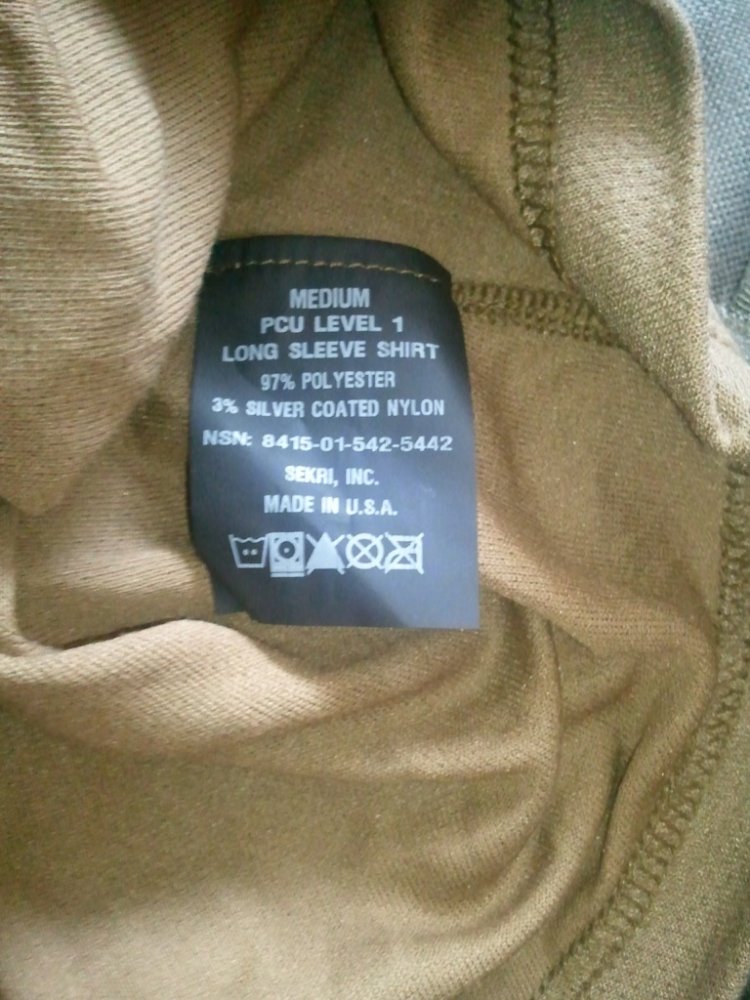 MEDIUM
PCU LEVEL 1
LONG SLEEVE SHIRT
97% POLYESTER
3% SILVER COATED NYLON
NSN: 8415-01-542-5442
SEKRI, INC.
MADE IN U.S.A.